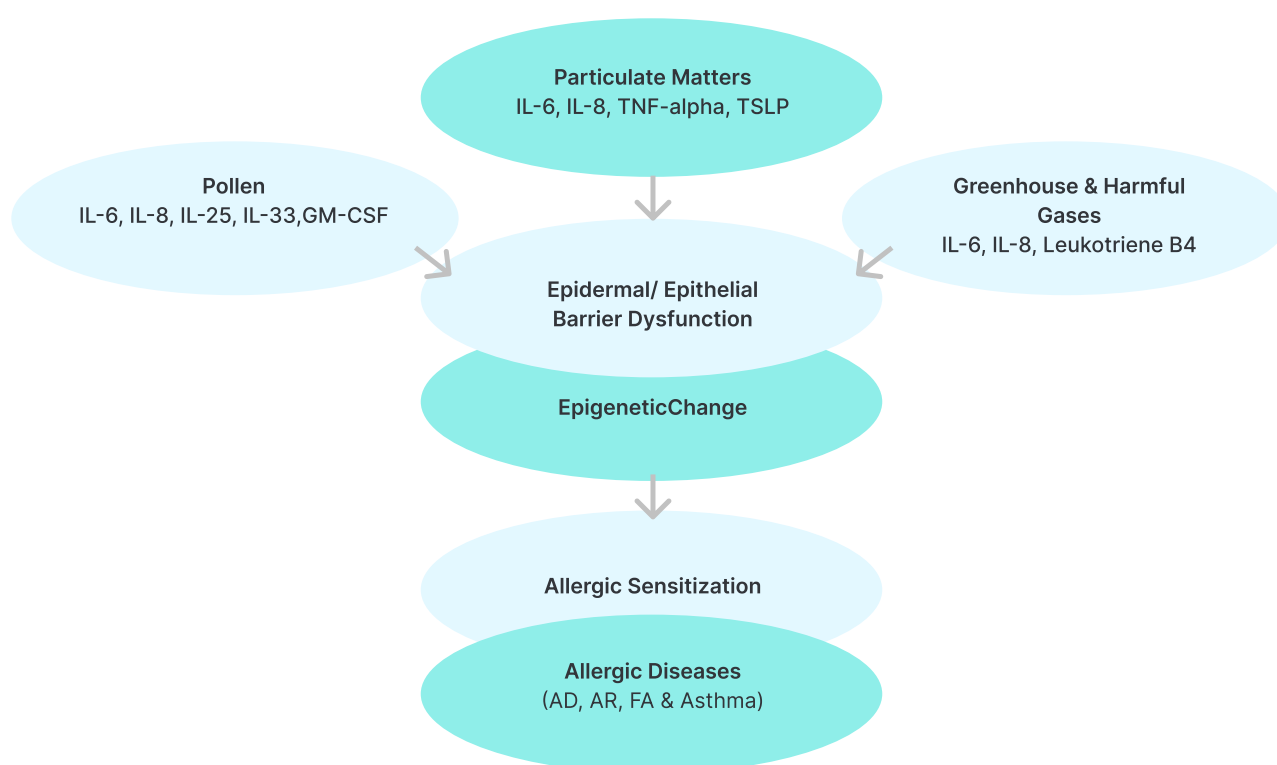 Particulate Matters
IL-6, IL-8, TNF-alpha, TSLP
Pollen
IL-6, IL-8, IL-25, IL-33,GM-CSF
Greenhouse & Harmful
Gases
IL-6, IL-8, Leukotriene B4
Epidermal/ Epithelial
Barrier Dysfunction
EpigeneticChange
Allergic Sensitization
Allergic Diseases
(AD, AR, FA & Asthma)